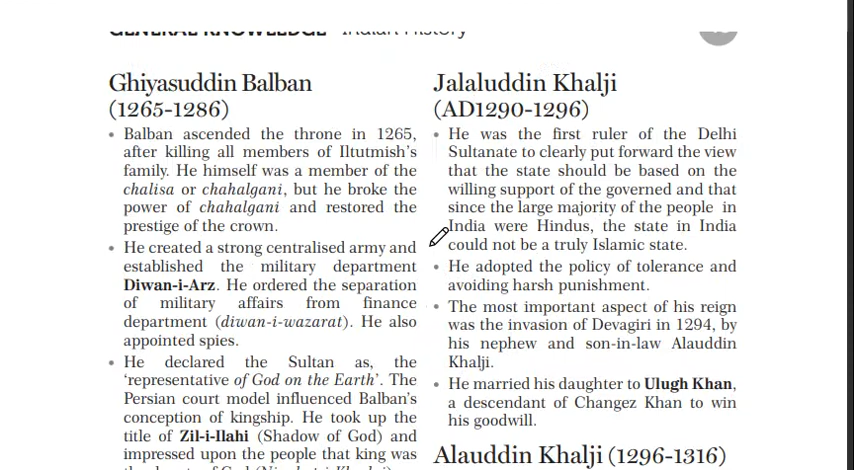 GENERAL KNOWLEDGE Indian History
Ghiyasuddin Balban
(1265-1286)
• Balban ascended the throne in 1265,
after killing all members of Iltutmish's
family. He himself was a member of the
chalisa or chahalgani, but he broke the
power of chahalgani and restored the
prestige of the crown.
• He created a strong centralised army and
established the military department
Diwan-i-Arz. He ordered the separation
of military affairs from finance
department (diwan-i-wazarat). He also
appointed spies.
• He declared the Sultan as, the
'representative of God on the Earth'. The
Persian court model influenced Balban's
conception of kingship. He took up the
title of Zil-i-Ilahi (Shadow of God) and
impressed upon the people that king was
Jalaluddin Khalji
(AD1290-1296)
• He was the first ruler of the Delhi
Sultanate to clearly put forward the view
that the state should be based on the
willing support of the governed and that
since the large majority of the people in
India were Hindus, the state in India
could not be a truly Islamic state.
• He adopted the policy of tolerance and
avoiding harsh punishment.
• The most important aspect of his reign
was the invasion of Devagiri in 1294, by
his nephew and son-in-law Alauddin
Khalji.
• He married his daughter to Ulugh Khan,
a descendant of Changez Khan to win
his goodwill.
Alauddin Khalji (1296-1316)